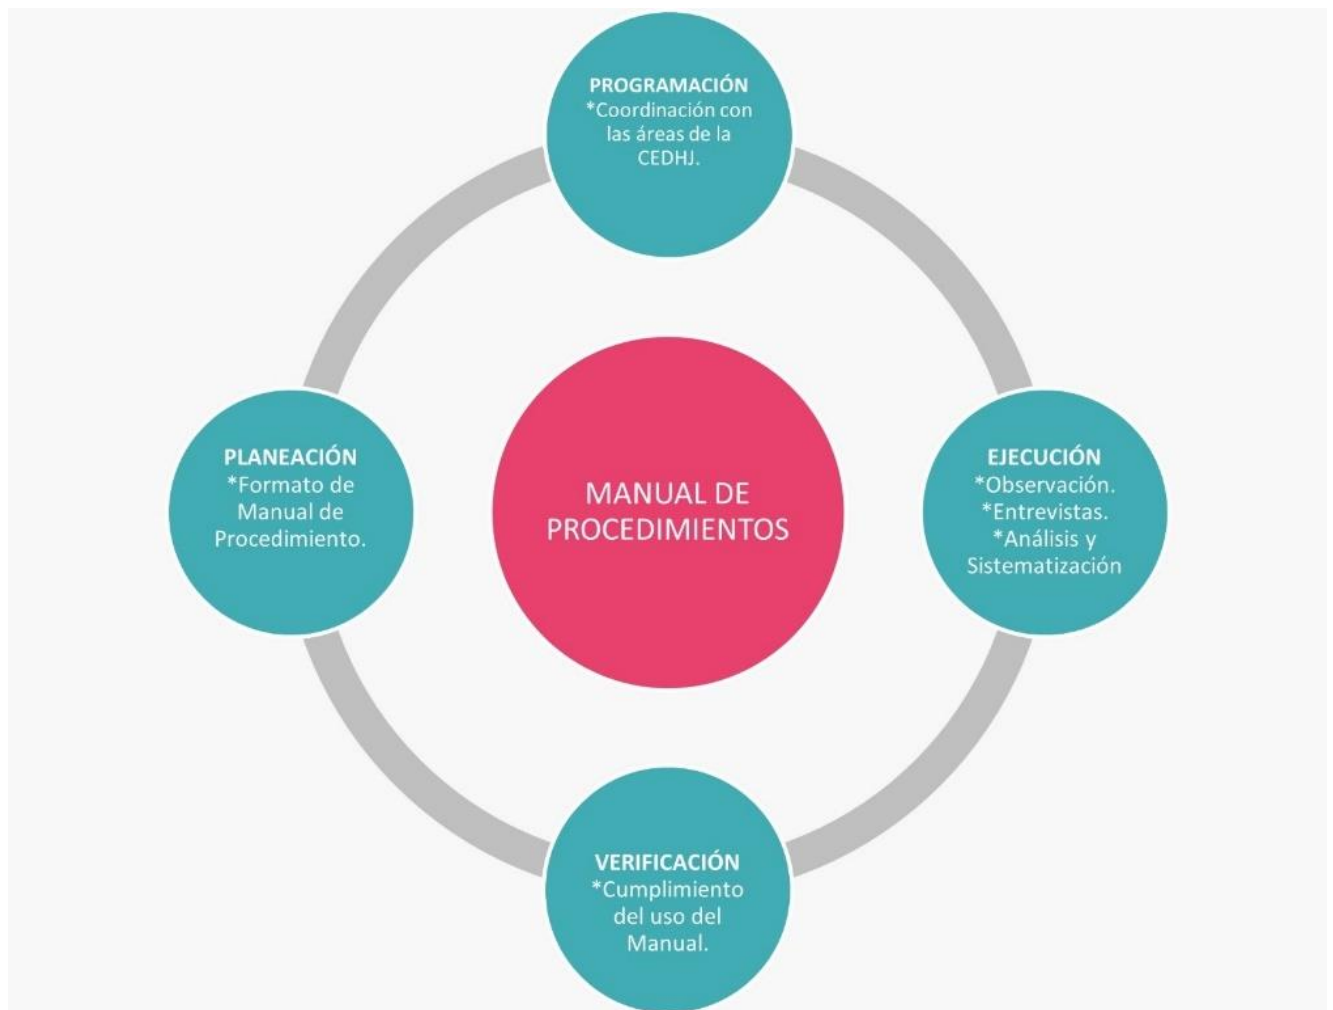 PROGRAMACIÓN
*Coordinación con
las áreas de la
CEDHJ.
PLANEACIÓN
*Formato de
Manual de
Procedimiento.
MANUAL DE
PROCEDIMIENTOS
EJECUCIÓN
*Observación.
*Entrevistas.
*Análisis y
Sistematización
VERIFICACIÓN
*Cumplimiento
del uso del
Manual.